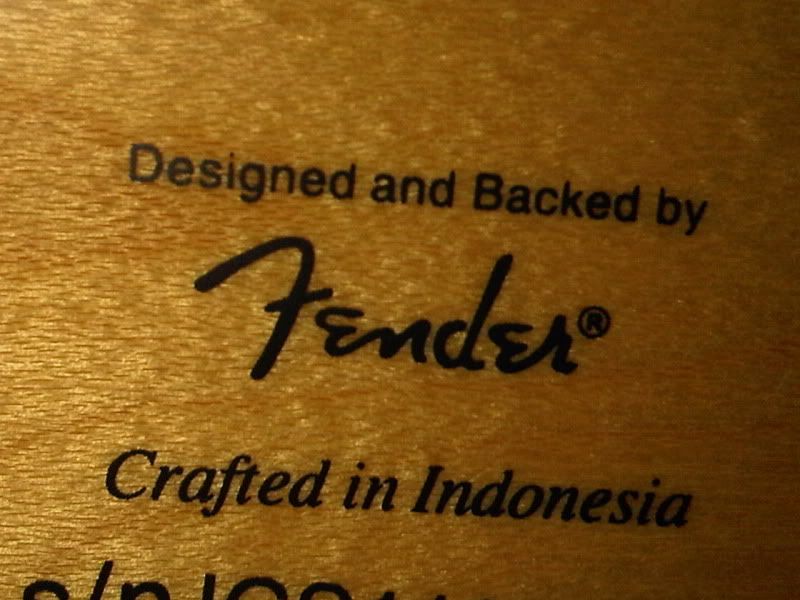 Designed and Backed by
Fender®
Crafted in Indonesia
s/n